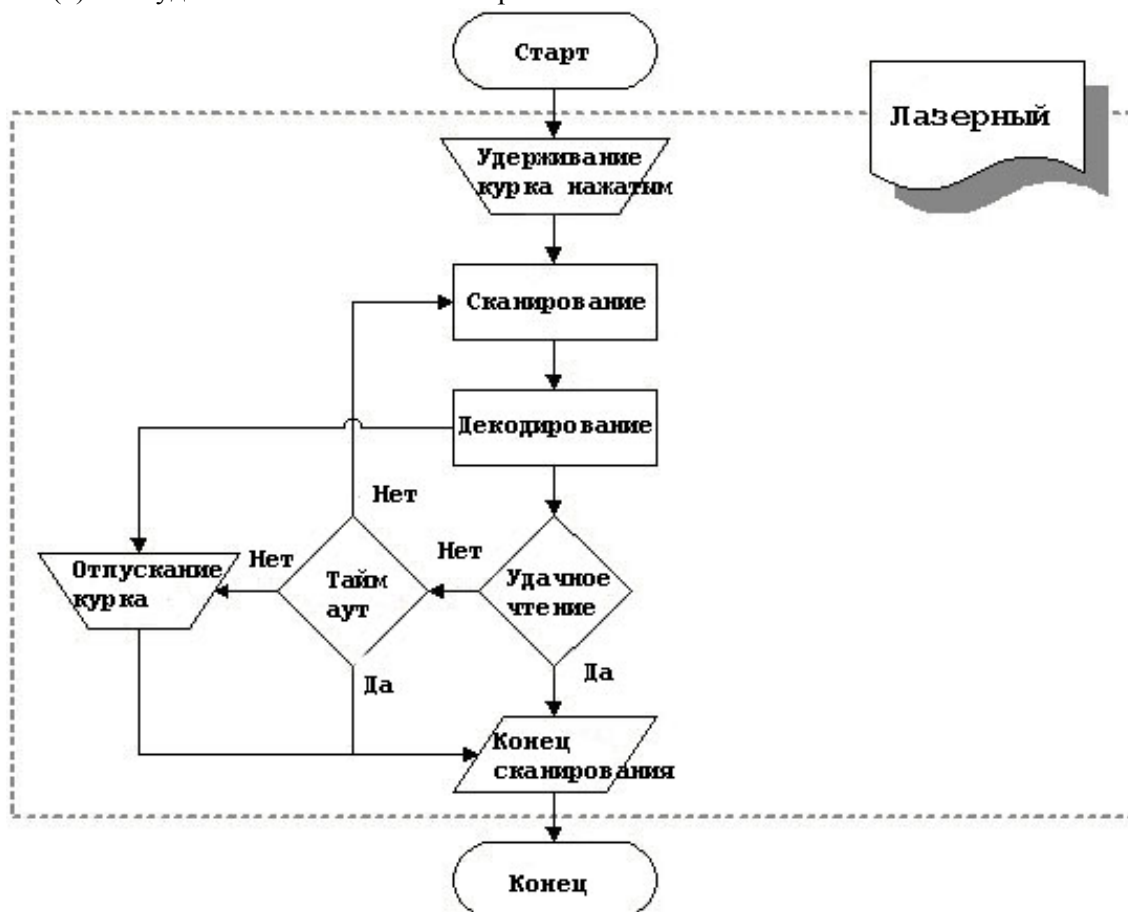 Старт
Лазерный
Удерживание
курка нажатым
Сканирование
Декодирование
Нет
Нет
Нет
Отпускание
курка
Тайм
аут
Удачное
чтение
Да
Да
Конец
сканирования
Конец